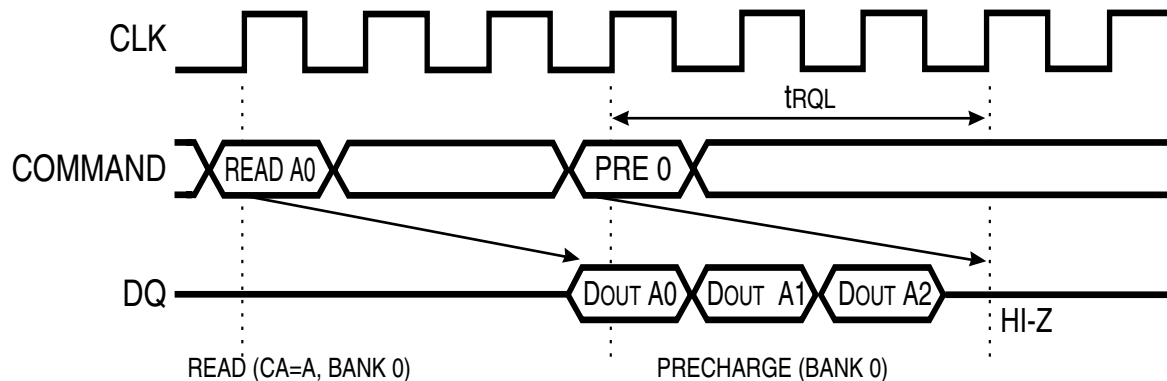 CLK
tRQL
COMMAND
READ A0
PRE 0
DQ
DOUT A0
DOUT A1
DOUT A2
HI-Z
READ (CA=A, BANK 0)
PRECHARGE (BANK 0)